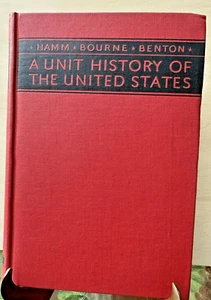 ★ HAMM ★ BOURNE ★ BENTON ★
A UNIT HISTORY OF
THE UNITED STATES